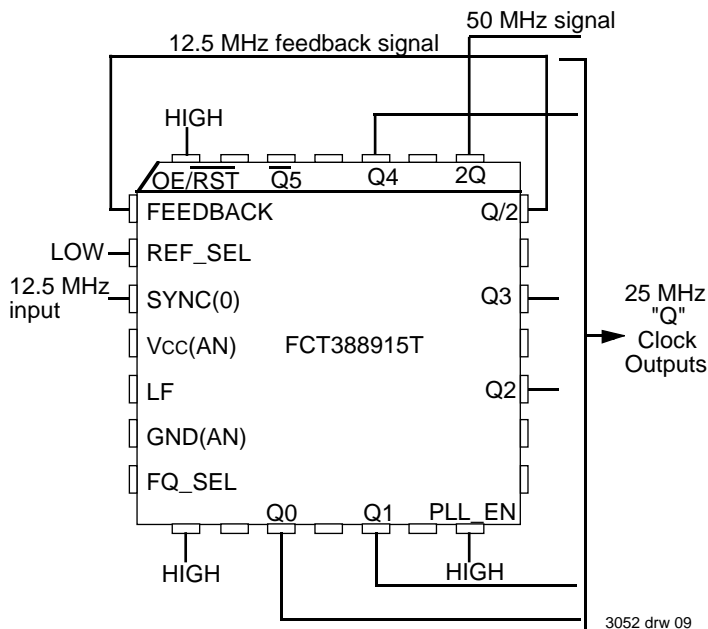 50 MHz signal
12.5 MHz feedback signal
HIGH
OE/RST Q5 Q4 2Q
FEEDBACK Q/2
LOW REF_SEL
12.5 MHz
input
SYNC(0) Q3
VCC(AN) FCT388915T
LF Q2
GND(AN)
FQ_SEL
Q0 Q1 PLL_EN
HIGH HIGH
25 MHz
"Q"
Clock
Outputs
3052 drw 09